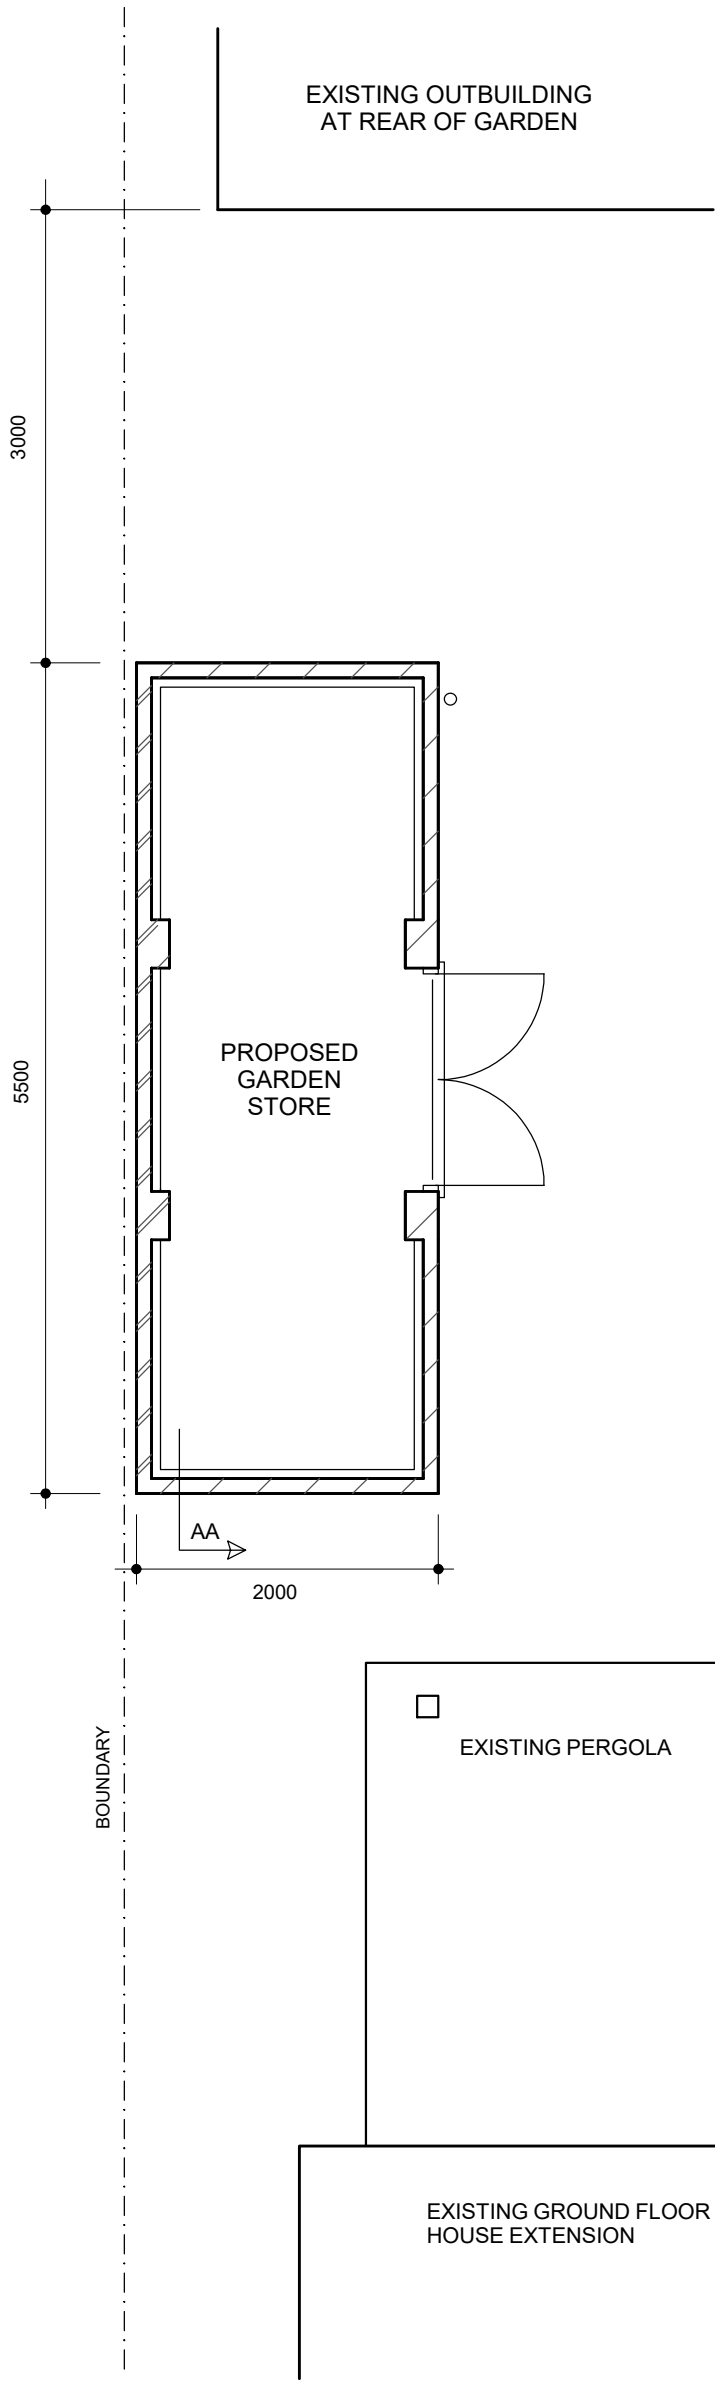 EXISTING OUTBUILDING
AT REAR OF GARDEN
3000
5500
PROPOSED
GARDEN
STORE
AA
2000
BOUNDARY
EXISTING PERGOLA
EXISTING GROUND FLOOR
HOUSE EXTENSION